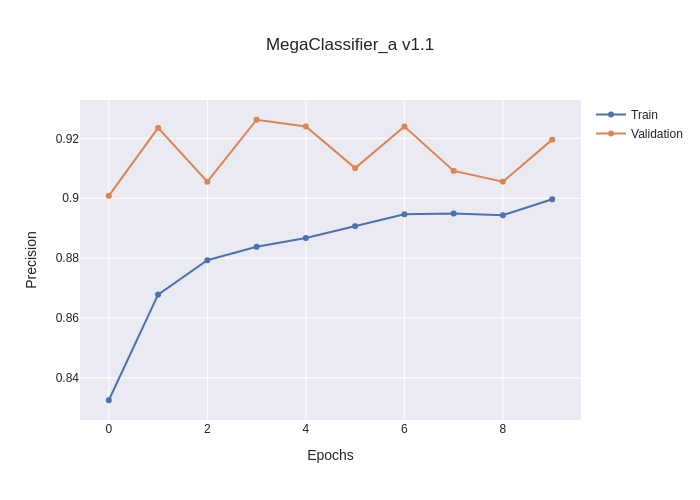 MegaClassifier_a v1.1
Train
Validation
0.92
0.9
0.88
0.86
0.84
Precision
0 2 4 6 8
Epochs